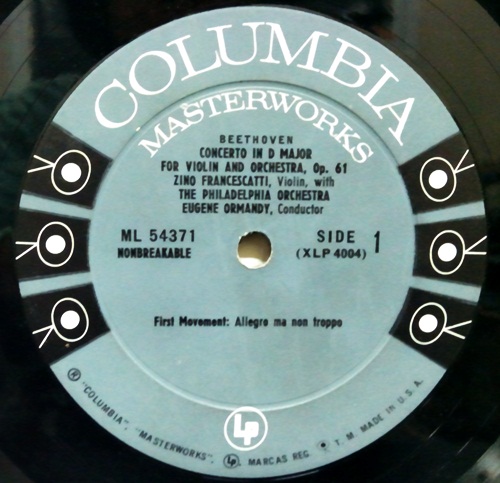 COLUMBIA
MASTERWORKS
BEETHOVEN
CONCERTO IN D MAJOR
FOR VIOLIN AND ORCHESTRA, Op. 61
ZINO FRANCESCATTI, Violin, with
THE PHILADELPHIA ORCHESTRA
EUGENE ORMANDY, Conductor
ML 54371
NONBREAKABLE
SIDE 1
(XLP 4004)
First Movement: Allegro ma non troppo
LP
® "COLUMBIA", "MASTERWORKS", LP MARCAS REG. T. M. MADE IN U.S.A.